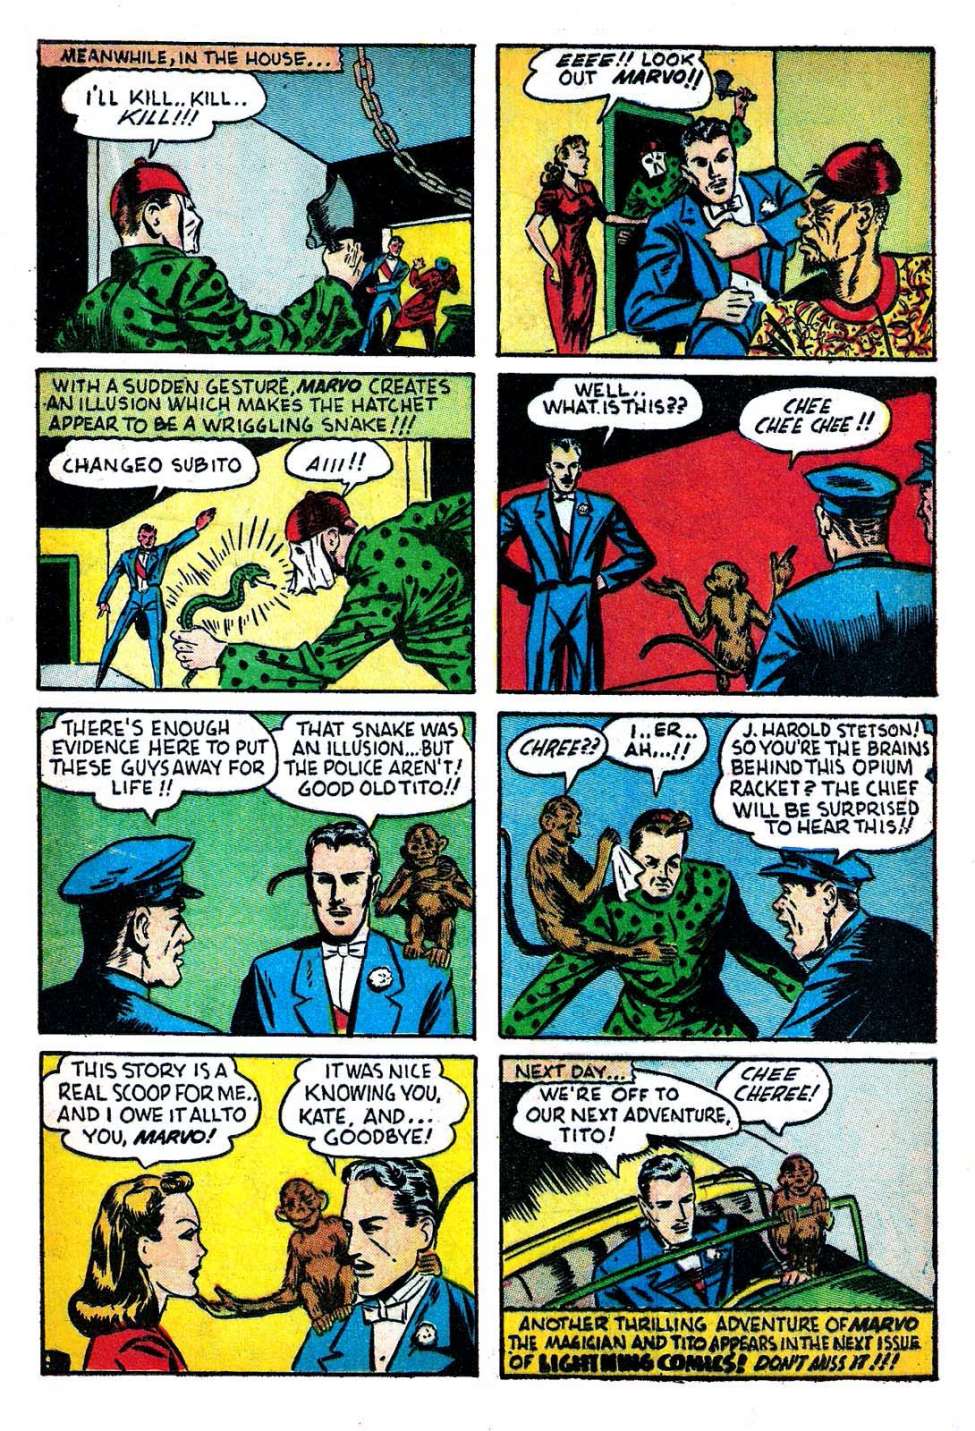 MEANWHILE, IN THE HOUSE...
I'LL KILL.. KILL..
KILL!!!
EEEE!! LOOK
OUT MARVO!!
WITH A SUDDEN GESTURE, MARVO CREATES
AN ILLUSION WHICH MAKES THE HATCHET
APPEAR TO BE A WRIGGLING SNAKE!!!
CHANGEO SUBITO
AIII!!
WELL..
WHAT IS THIS??
CHEE
CHEE CHEE!!
THERE'S ENOUGH
EVIDENCE HERE TO PUT
THESE GUYS AWAY FOR
LIFE!!
THAT SNAKE WAS
AN ILLUSION...BUT
THE POLICE AREN'T!
GOOD OLD TITO!!
CHREE??
I..ER..
AH...!!
J. HAROLD STETSON!
SO YOU'RE THE BRAINS
BEHIND THIS OPIUM
RACKET? THE CHIEF
WILL BE SURPRISED
TO HEAR THIS!!
THIS STORY IS A
REAL SCOOP FOR ME..
AND I OWE IT ALL TO
YOU, MARVO!
IT WAS NICE
KNOWING YOU,
KATE, AND...
GOODBYE!
NEXT DAY...
WE'RE OFF TO
OUR NEXT ADVENTURE,
TITO!
CHEE
CHEREE!
ANOTHER THRILLING ADVENTURE OF MARVO
THE MAGICIAN AND TITO APPEARS IN THE NEXT ISSUE
OF LIGHTNING COMICS! DON'T MISS IT!!!